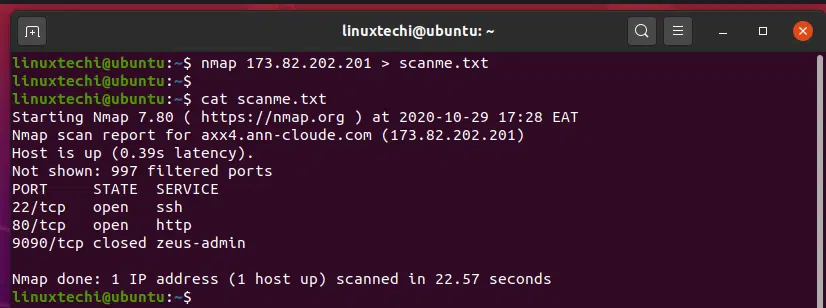 linuxtechi@ubuntu: ~
linuxtechi@ubuntu:~$ nmap 173.82.202.201 > scanme.txt
linuxtechi@ubuntu:~$
linuxtechi@ubuntu:~$ cat scanme.txt
Starting Nmap 7.80 ( https://nmap.org ) at 2020-10-29 17:28 EAT
Nmap scan report for axx4.ann-cloude.com (173.82.202.201)
Host is up (0.39s latency).
Not shown: 997 filtered ports
PORT     STATE  SERVICE
22/tcp   open   ssh
80/tcp   open   http
9090/tcp closed zeus-admin
Nmap done: 1 IP address (1 host up) scanned in 22.57 seconds
linuxtechi@ubuntu:~$